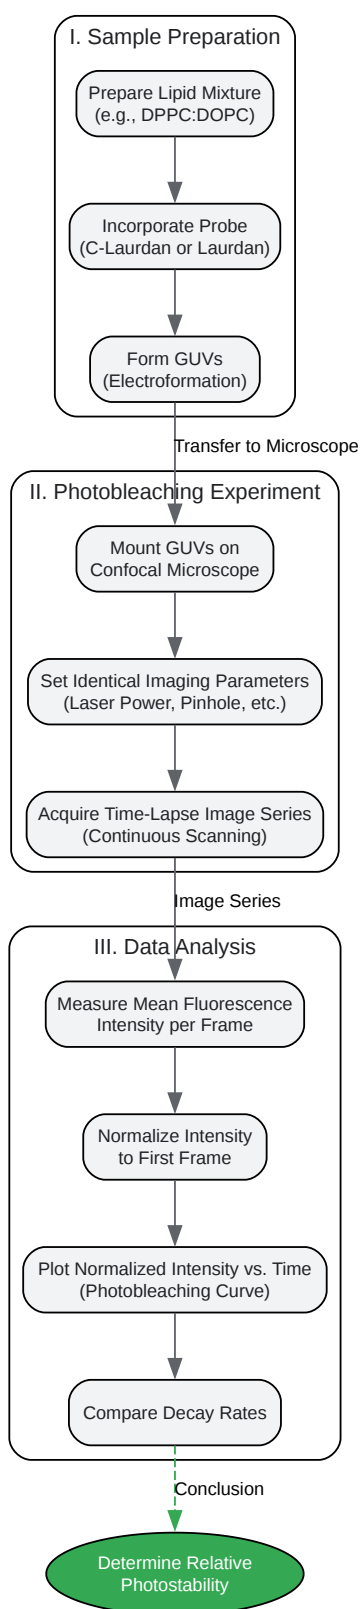 I. Sample Preparation
Prepare Lipid Mixture
(e.g., DPPC:DOPC)
Incorporate Probe
(C-Laurdan or Laurdan)
Form GUVs
(Electroformation)
Transfer to Microscope
II. Photobleaching Experiment
Mount GUVs on
Confocal Microscope
Set Identical Imaging Parameters
(Laser Power, Pinhole, etc.)
Acquire Time-Lapse Image Series
(Continuous Scanning)
Image Series
III. Data Analysis
Measure Mean Fluorescence
Intensity per Frame
Normalize Intensity
to First Frame
Plot Normalized Intensity vs. Time
(Photobleaching Curve)
Compare Decay Rates
Conclusion
Determine Relative
Photostability